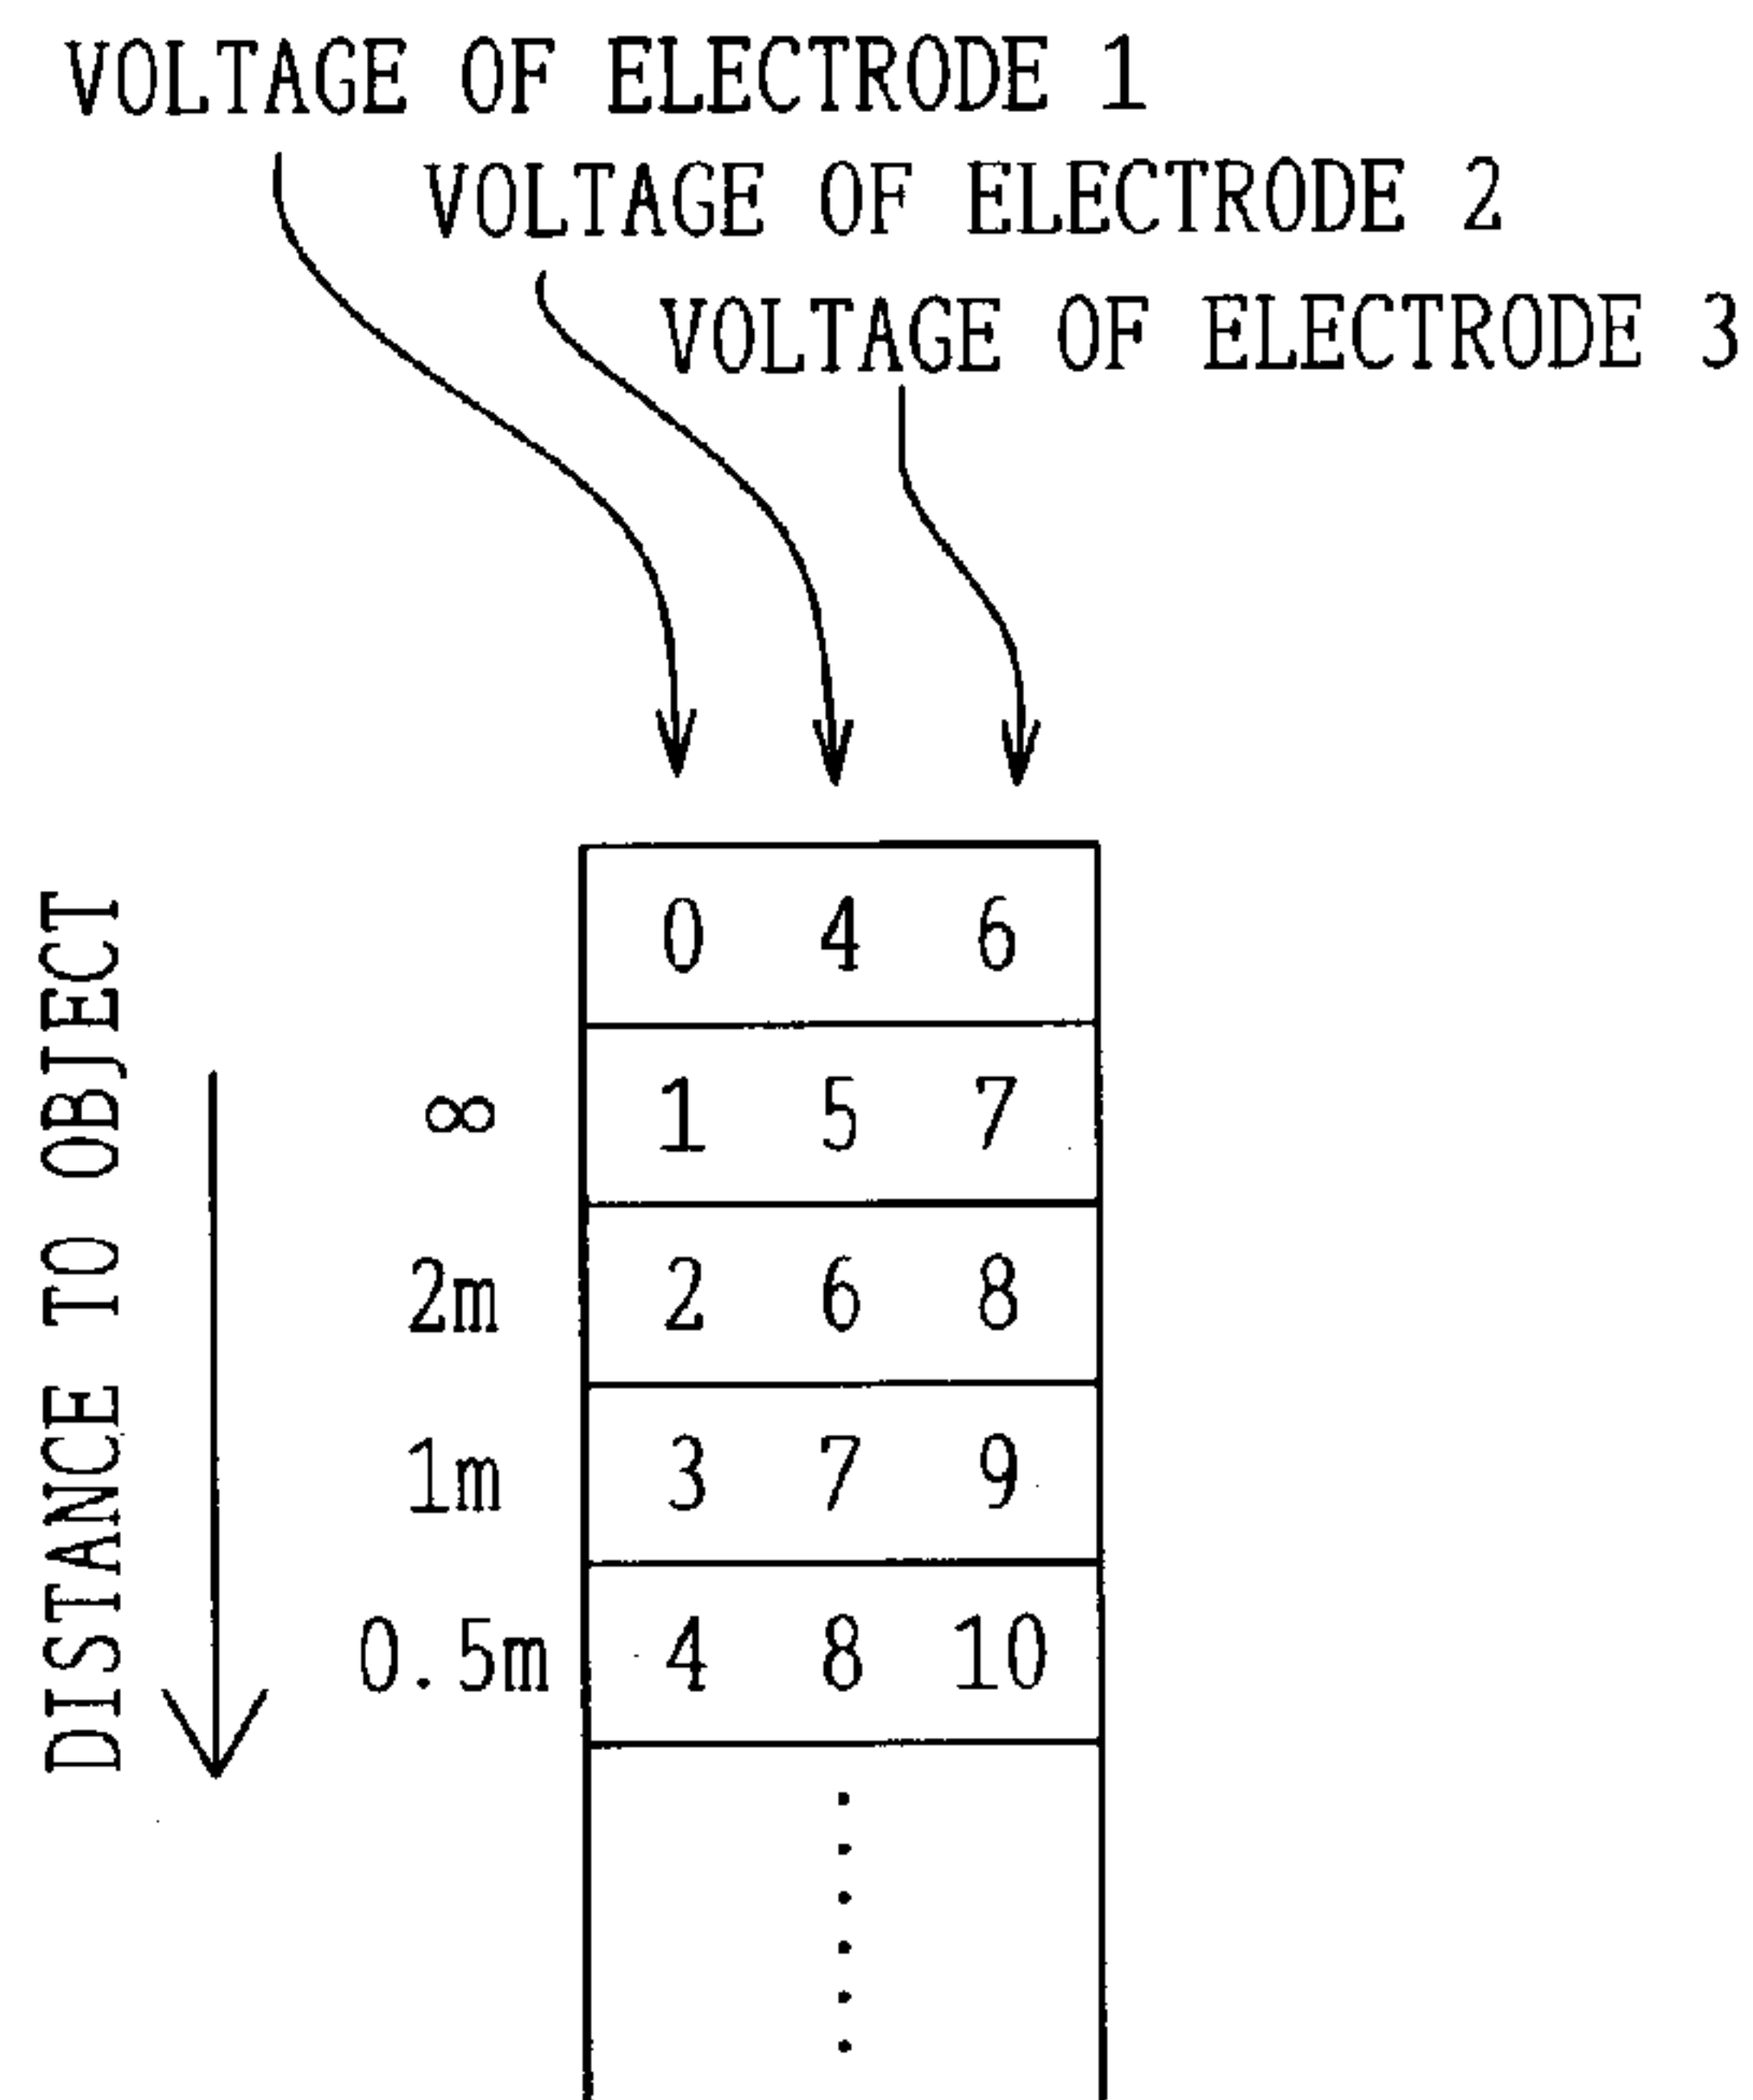 VOLTAGE OF ELECTRODE 1
VOLTAGE OF ELECTRODE 2
VOLTAGE OF ELECTRODE 3
DISTANCE TO OBJECT
0 4 6
∞ 1 5 7
2m 2 6 8
1m 3 7 9
0.5m 4 8 10